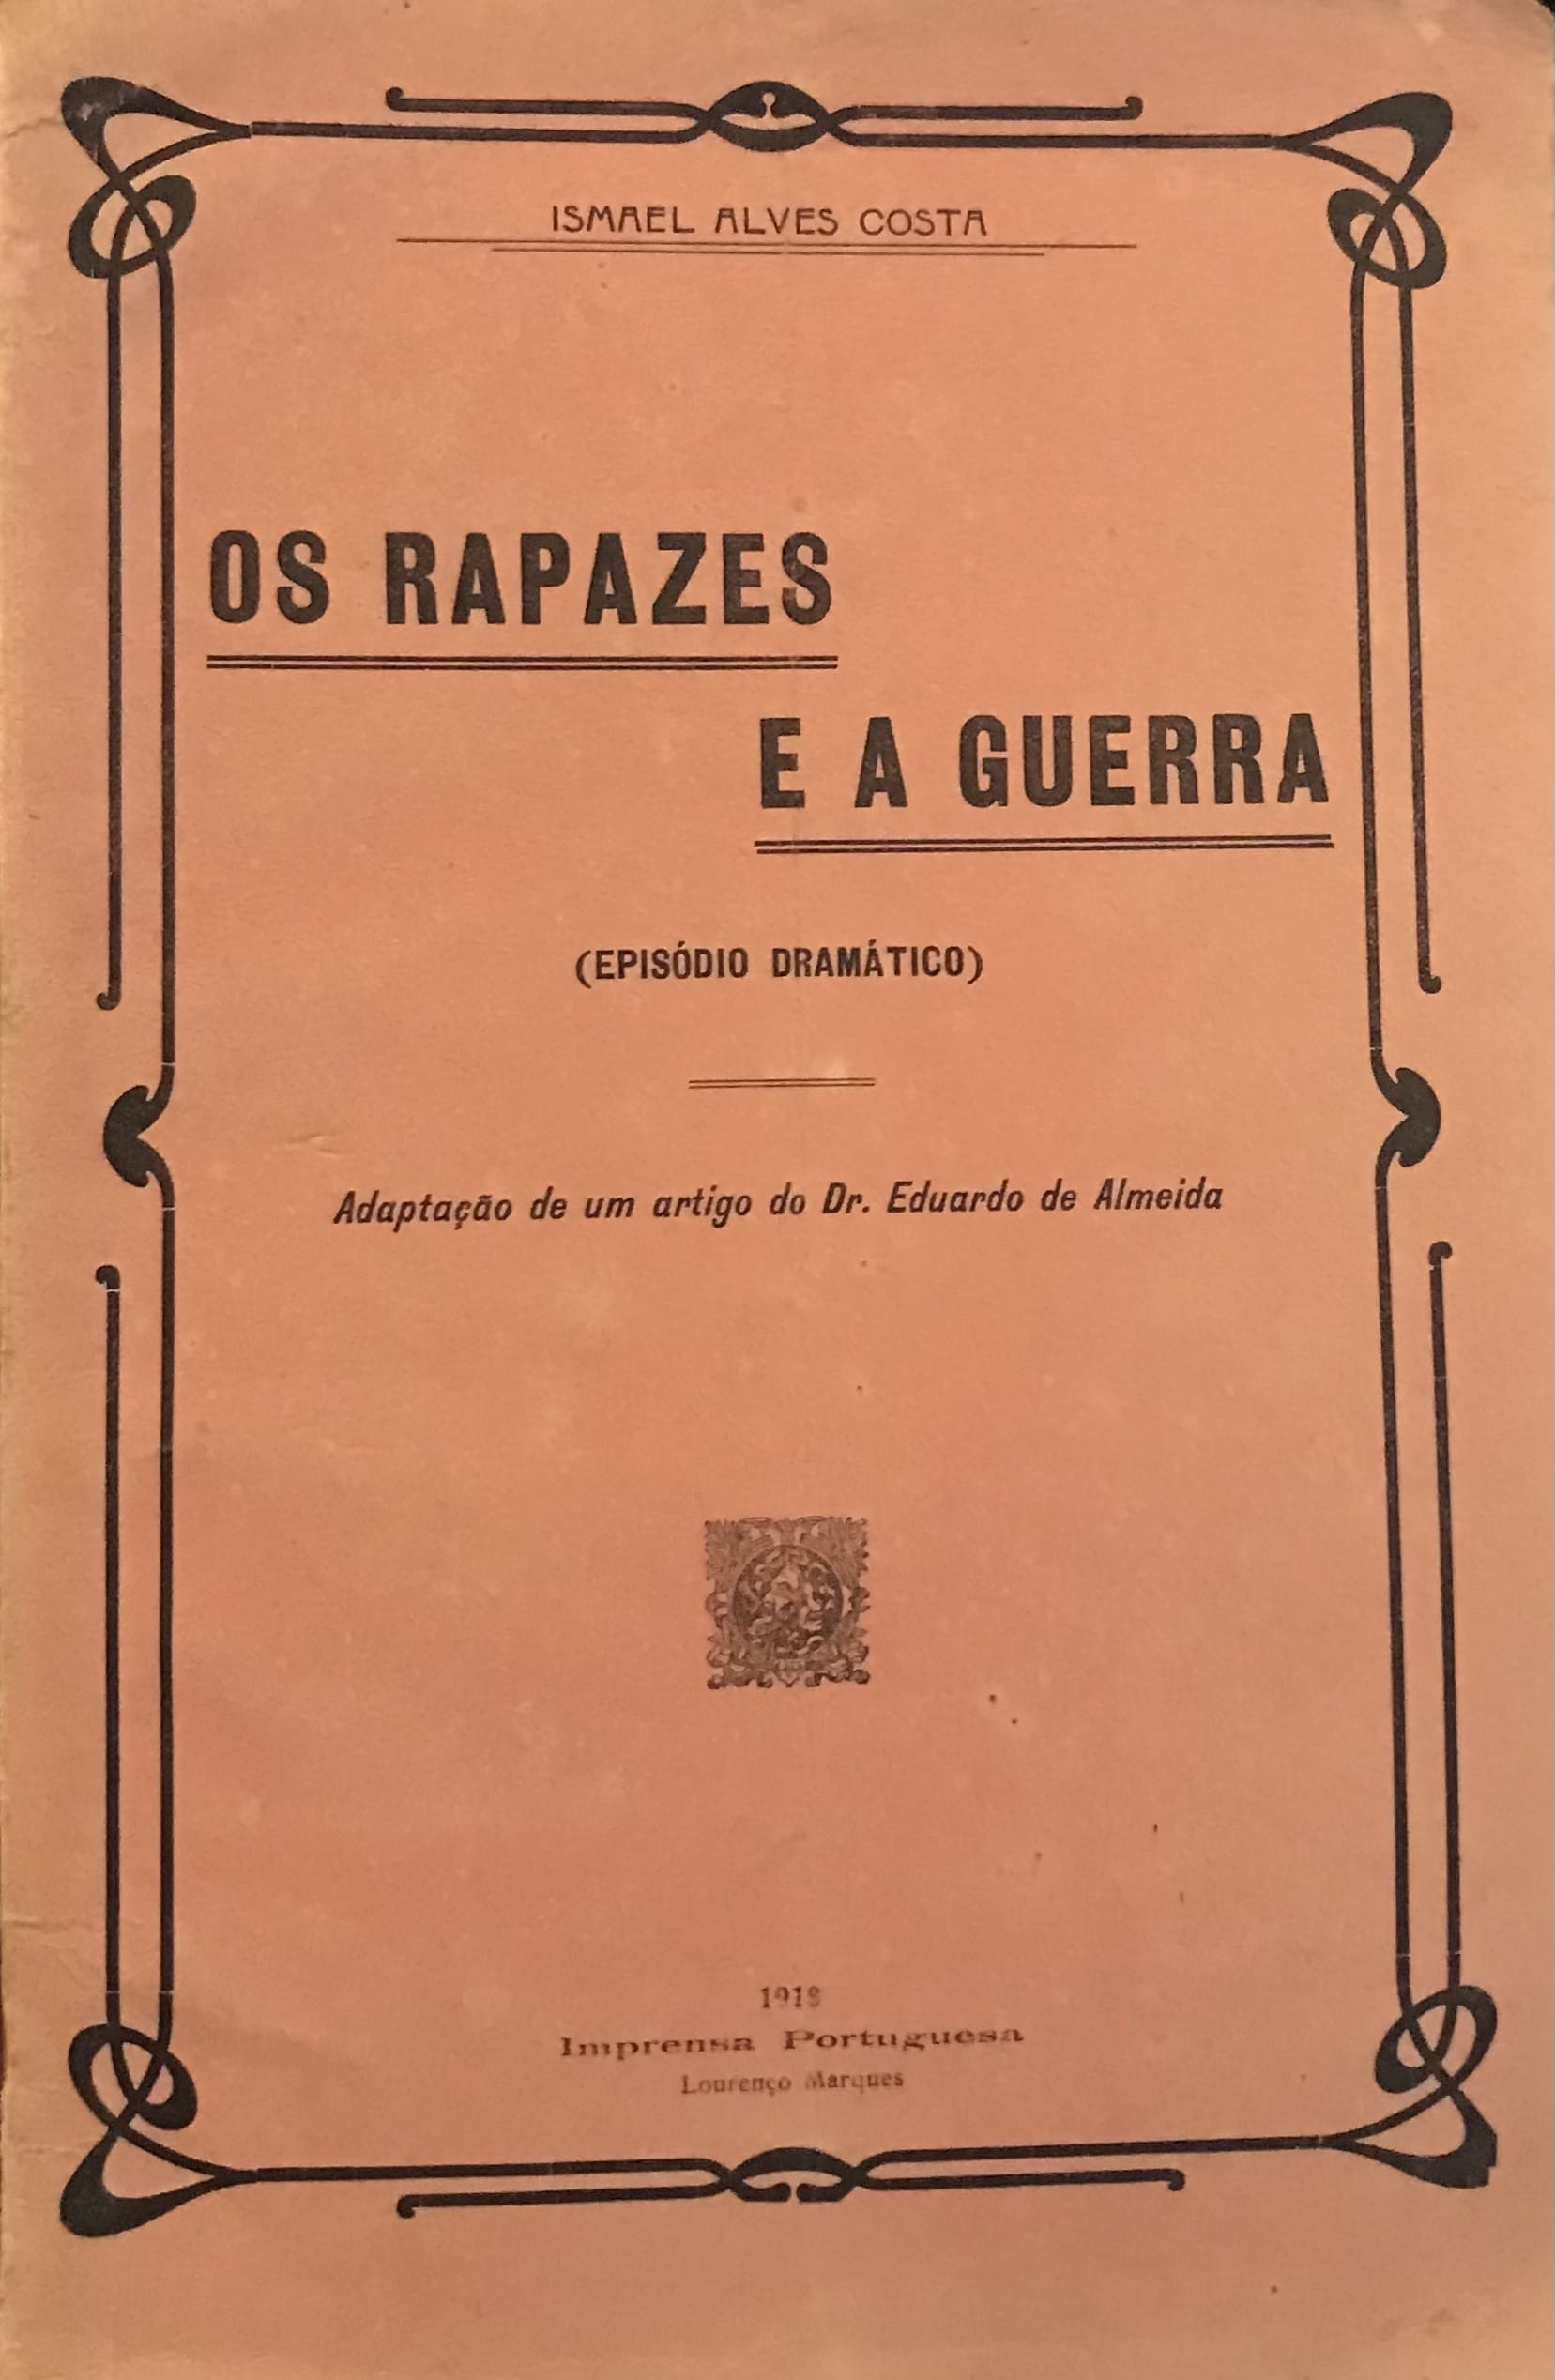 ISMAEL ALVES COSTA
OS RAPAZES
E A GUERRA
(EPISÓDIO DRAMÁTICO)
Adaptação de um artigo do Dr. Eduardo de Almeida
1918
Imprensa Portuguesa
Lourenço Marques